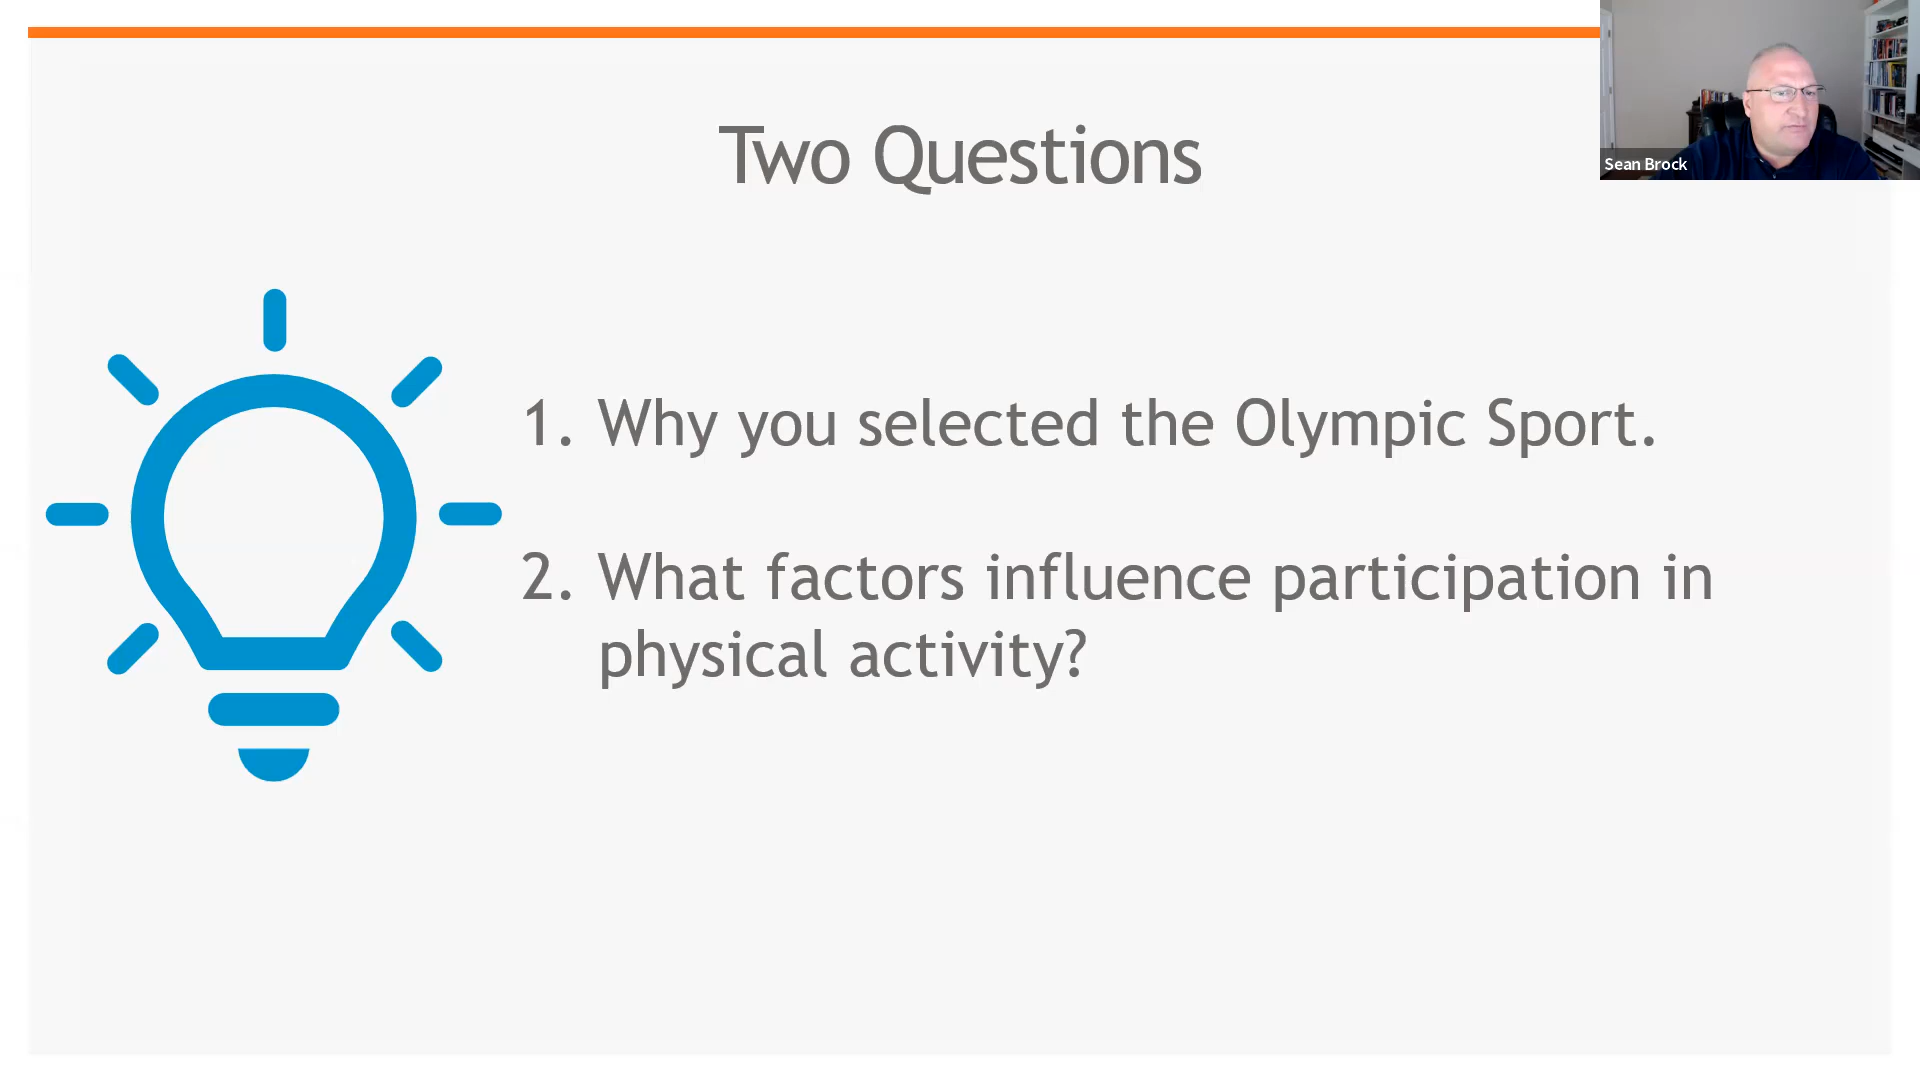 Two Questions
Sean Brock
1. Why you selected the Olympic Sport.
2. What factors influence participation in
physical activity?